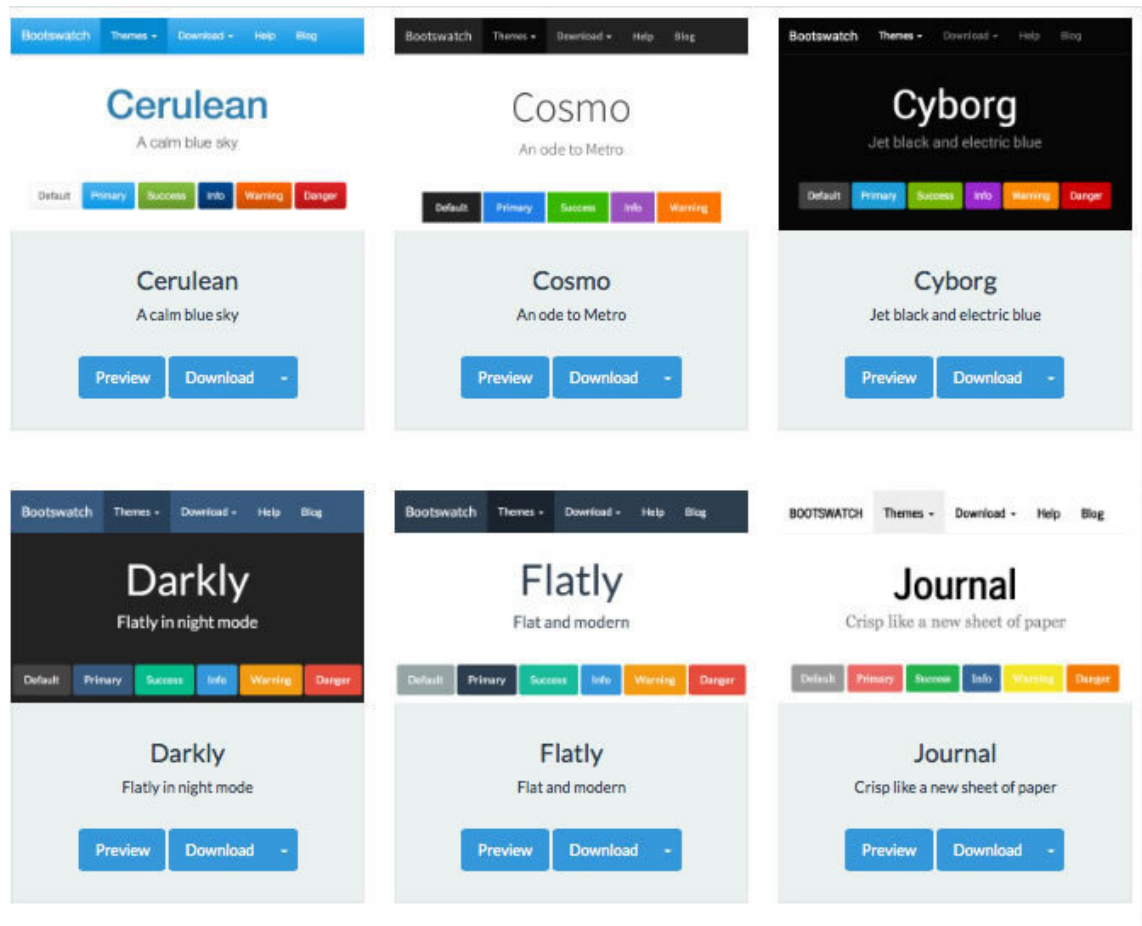 Bootswatch Themes Download Help Blog
Cerulean
A calm blue sky
Default Primary Success Info Warning Danger
Cerulean
A calm blue sky
Preview Download
Bootswatch Themes Download Help Blog
Cosmo
An ode to Metro
Default Primary Success Info Warning
Cosmo
An ode to Metro
Preview Download
Bootswatch Themes Download Help Blog
Cyborg
Jet black and electric blue
Default Primary Success Info Warning Danger
Cyborg
Jet black and electric blue
Preview Download
Bootswatch Themes Download Help Blog
Darkly
Flatly in night mode
Default Primary Success Info Warning Danger
Darkly
Flatly in night mode
Preview Download
Bootswatch Themes Download Help Blog
Flatly
Flat and modern
Default Primary Success Info Warning Danger
Flatly
Flat and modern
Preview Download
BOOTSWATCH Themes Download Help Blog
Journal
Crisp like a new sheet of paper
Default Primary Success Info Warning Danger
Journal
Crisp like a new sheet of paper
Preview Download